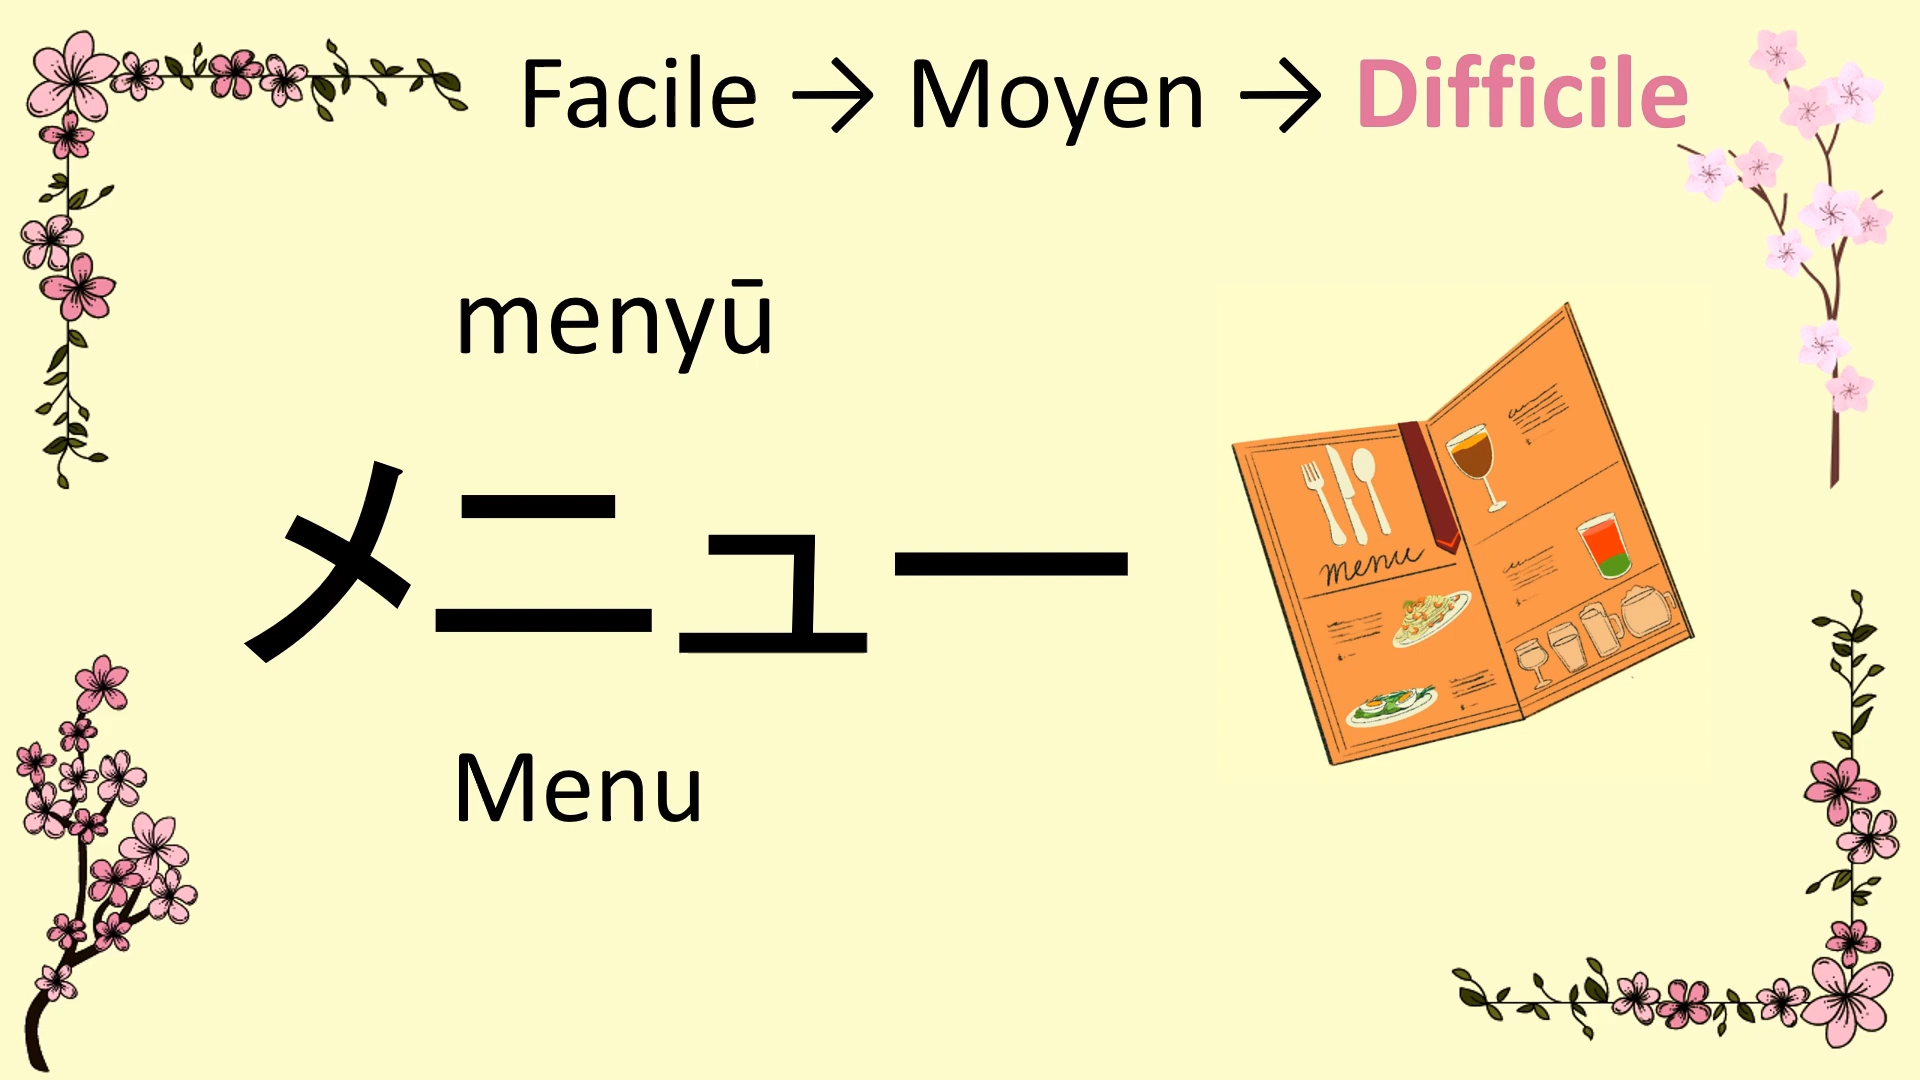 Facile → Moyen → Difficile
menyū
メニュー
Menu
menu